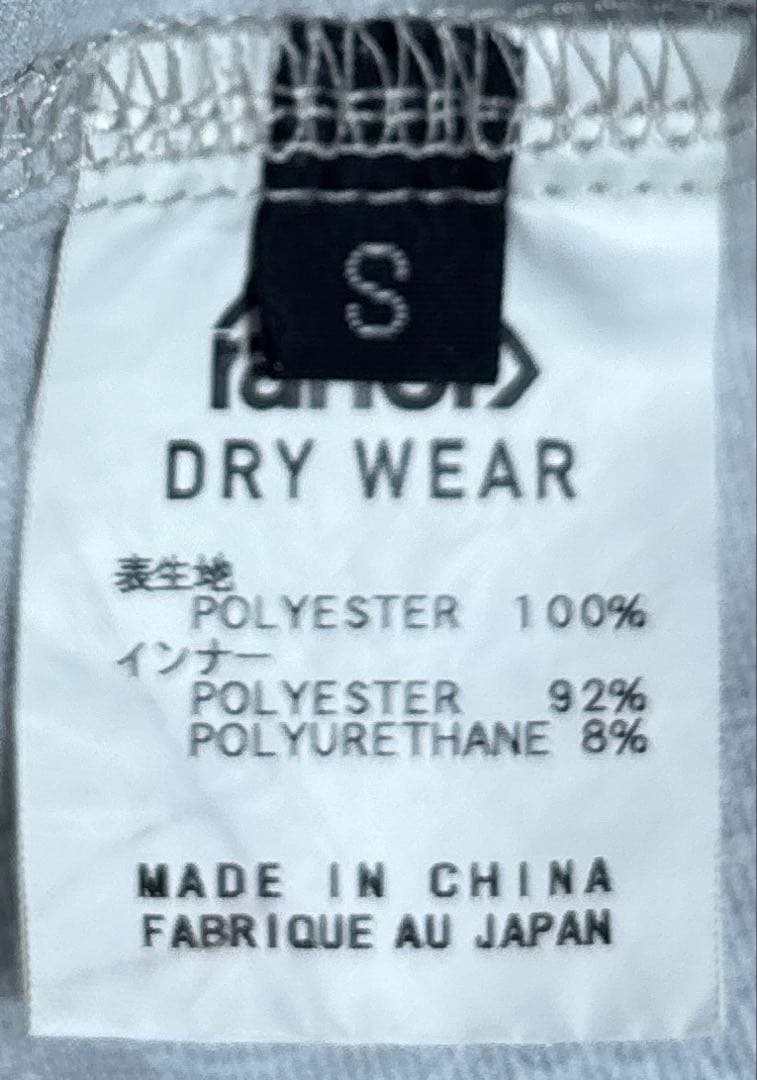 S
DRY WEAR
表生地
POLYESTER 100%
インナー
POLYESTER 92%
POLYURETHANE 8%
MADE IN CHINA
FABRIQUE AU JAPAN